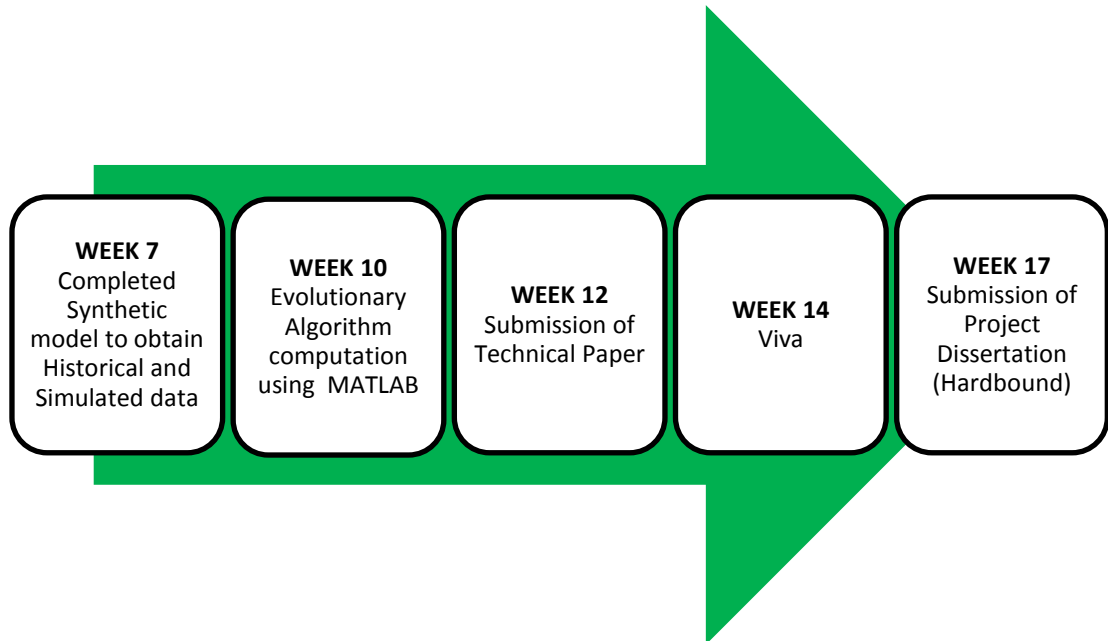 WEEK 7
Completed
Synthetic
model to obtain
Historical and
Simulated data
WEEK 10
Evolutionary
Algorithm
computation
using  MATLAB
WEEK 12
Submission of
Technical Paper
WEEK 14
Viva
WEEK 17
Submission of
Project
Dissertation
(Hardbound)